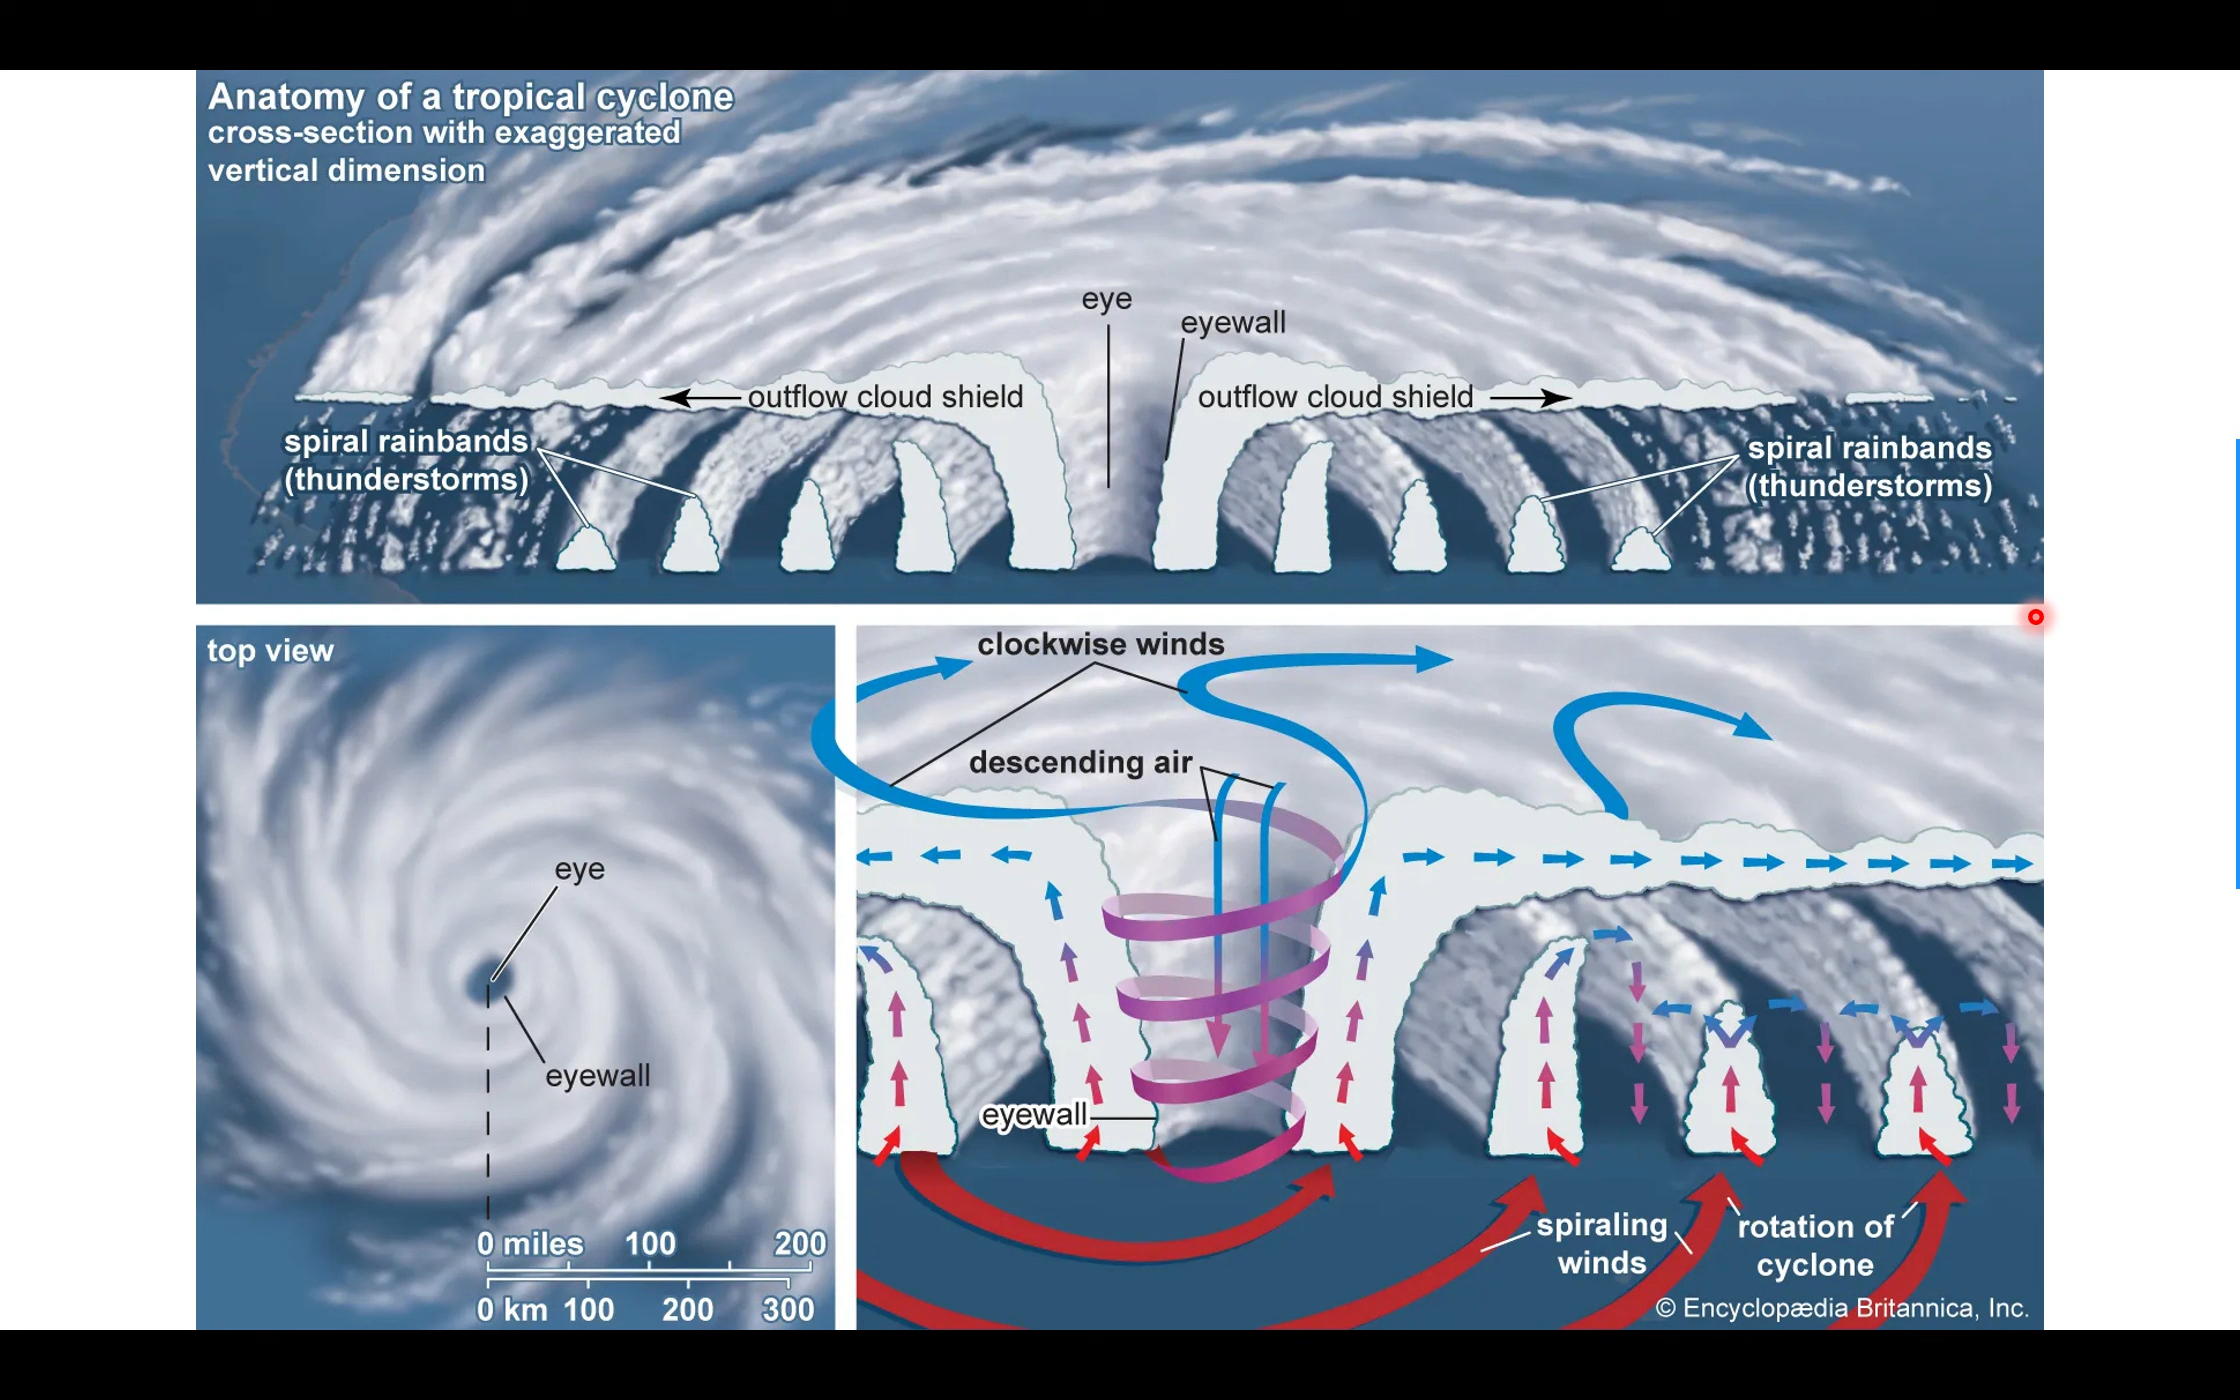 Anatomy of a tropical cyclone
cross-section with exaggerated
vertical dimension
eye
eyewall
outflow cloud shield
outflow cloud shield
spiral rainbands
(thunderstorms)
spiral rainbands
(thunderstorms)
top view
eye
eyewall
0 miles 100 200
0 km 100 200 300
clockwise winds
descending air
eyewall
spiraling
winds
rotation of
cyclone
© Encyclopædia Britannica, Inc.